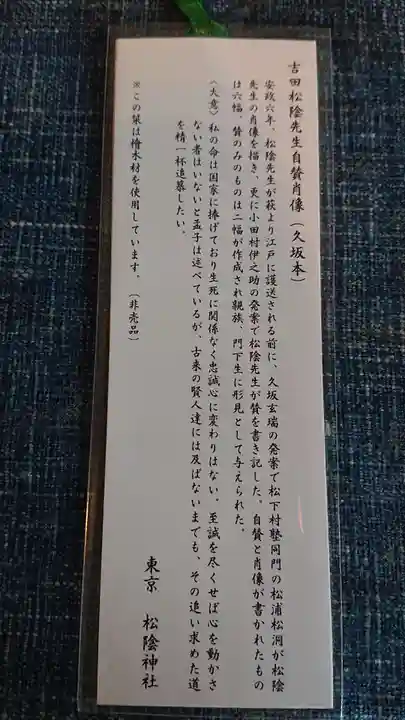 吉田松陰先生自賛肖像（久坂本）
安政六年、松陰先生が萩より江戸に護送される前に、久坂玄瑞の発案で松下村塾同門の松浦松洞が松陰
先生の肖像を描き、更に小田村伊之助の発案で松陰先生が賛を書き記した。自賛と肖像が書かれたもの
は六幅、賛のみのものは二幅が作成され親族、門下生に形見として与えられた。
〈大意〉私の命は国家に捧げており生死に関係なく忠誠心に変わりはない。至誠を尽くせば心を動かさ
ない者はいないと孟子は述べているが、古来の賢人達には及ばないまでも、その追い求めた道
を精一杯追慕したい。
※この栞は檜木材を使用しています。（非売品）
東京　松陰神社